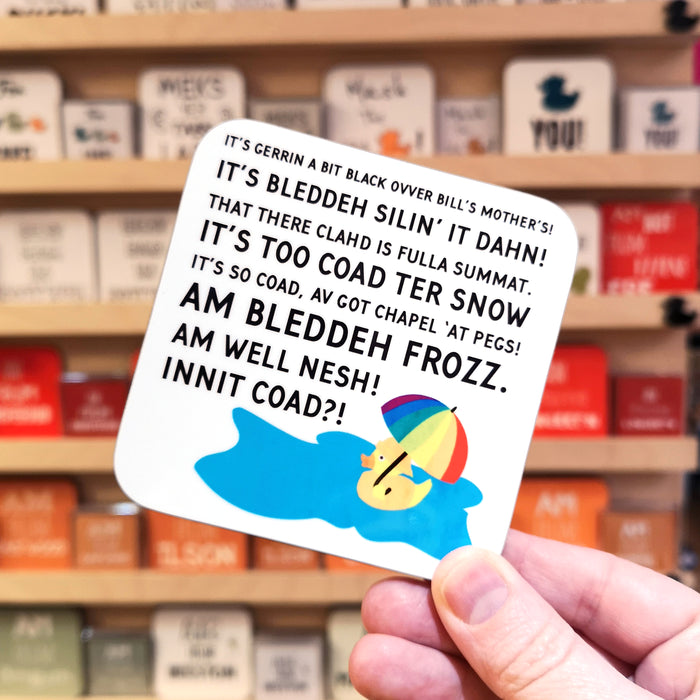 IT'S GERRIN A BIT BLACK OVVER BILL'S MOTHER'S!
IT'S BLEDDEH SILIN' IT DAHN!
THAT THERE CLAHD IS FULLA SUMMAT.
IT'S TOO COAD TER SNOW
IT'S SO COAD, AV GOT CHAPEL 'AT PEGS!
AM BLEDDEH FROZZ.
AM WELL NESH!
INNIT COAD?!
YOU!